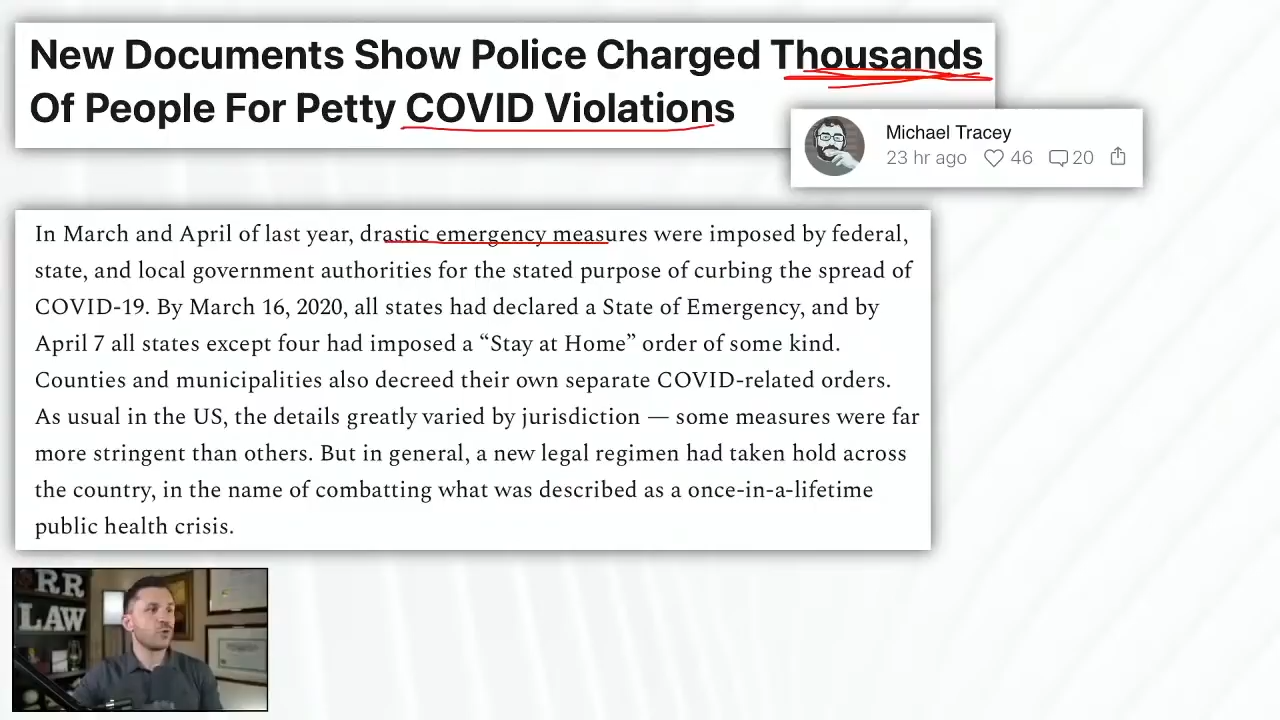 New Documents Show Police Charged Thousands
Of People For Petty COVID Violations
Michael Tracey
23 hr ago 46 20
In March and April of last year, drastic emergency measures were imposed by federal,
state, and local government authorities for the stated purpose of curbing the spread of
COVID-19. By March 16, 2020, all states had declared a State of Emergency, and by
April 7 all states except four had imposed a “Stay at Home” order of some kind.
Counties and municipalities also decreed their own separate COVID-related orders.
As usual in the US, the details greatly varied by jurisdiction — some measures were far
more stringent than others. But in general, a new legal regimen had taken hold across
the country, in the name of combatting what was described as a once-in-a-lifetime
public health crisis.
RR
LAW